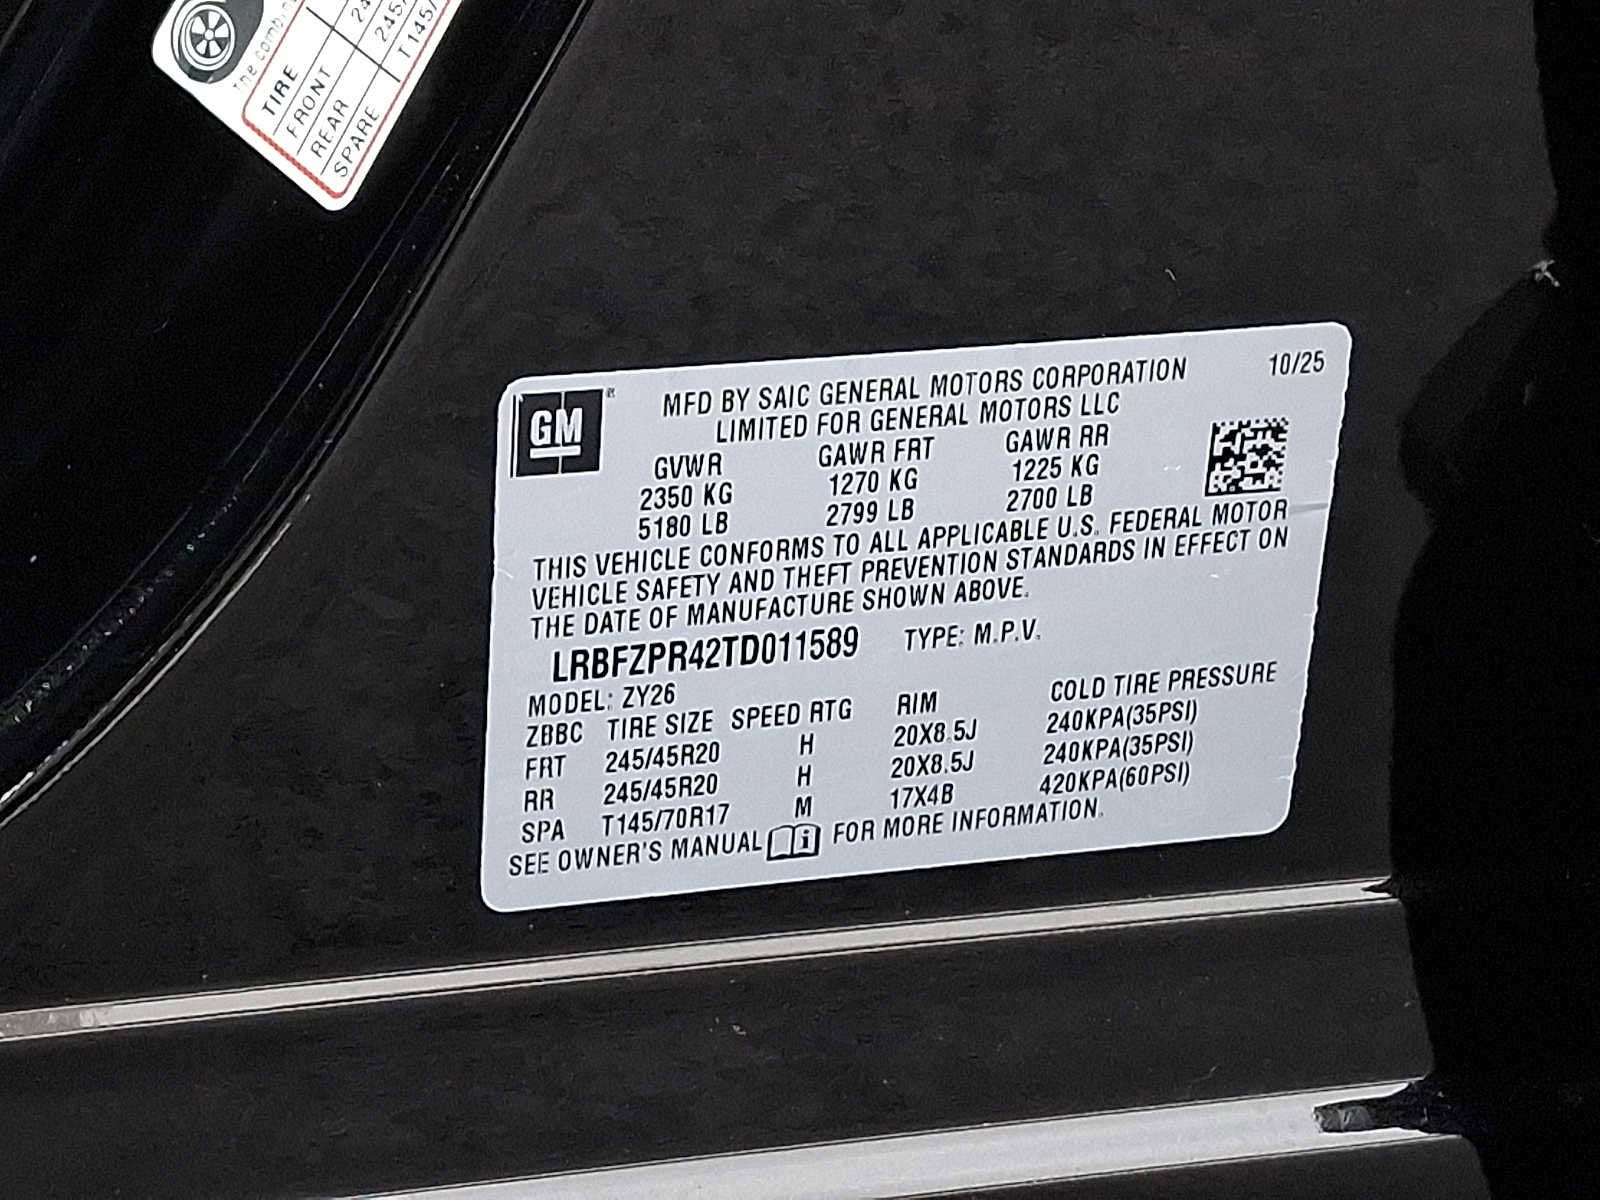 The
TIRE
FRONT
REAR
SPARE
245/
T145/
GM
MFD BY SAIC GENERAL MOTORS CORPORATION
LIMITED FOR GENERAL MOTORS LLC
10/25
GVWR GAWR FRT GAWR RR
2350 KG 1270 KG 1225 KG
5180 LB 2799 LB 2700 LB
THIS VEHICLE CONFORMS TO ALL APPLICABLE U.S. FEDERAL MOTOR
VEHICLE SAFETY AND THEFT PREVENTION STANDARDS IN EFFECT ON
THE DATE OF MANUFACTURE SHOWN ABOVE.
LRBFZPR42TD011589 TYPE: M.P.V.
MODEL: ZY26
ZBBC TIRE SIZE SPEED RTG RIM COLD TIRE PRESSURE
FRT 245/45R20 H 20X8.5J 240KPA(35PSI)
RR 245/45R20 H 20X8.5J 240KPA(35PSI)
SPA T145/70R17 M 17X4B 420KPA(60PSI)
SEE OWNER'S MANUAL i FOR MORE INFORMATION.